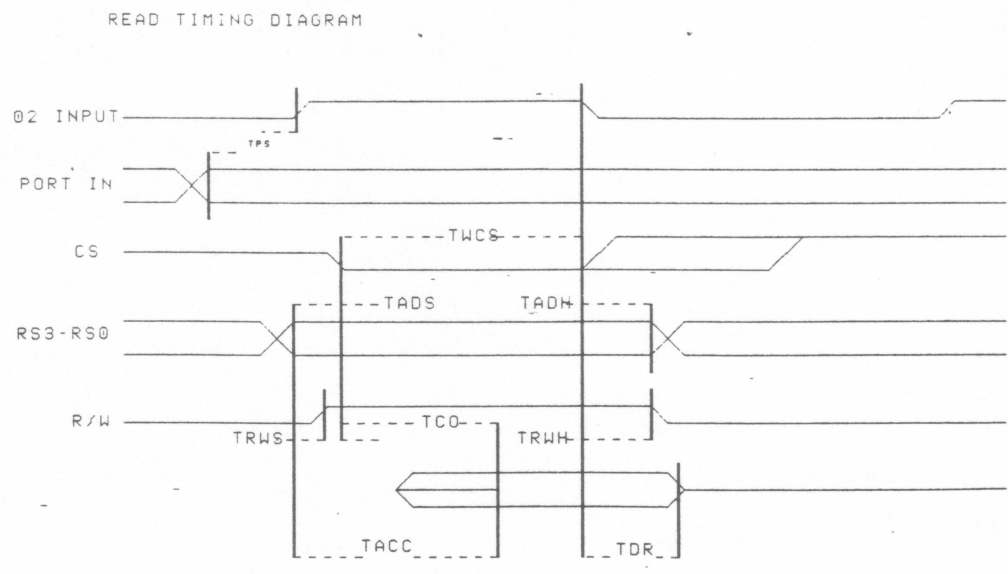 READ TIMING DIAGRAM
02 INPUT
TPS
PORT IN
TWCS
CS
TADS TADH
RS3-RS0
R/W
TCO
TRWS TRWH
TACC TDR